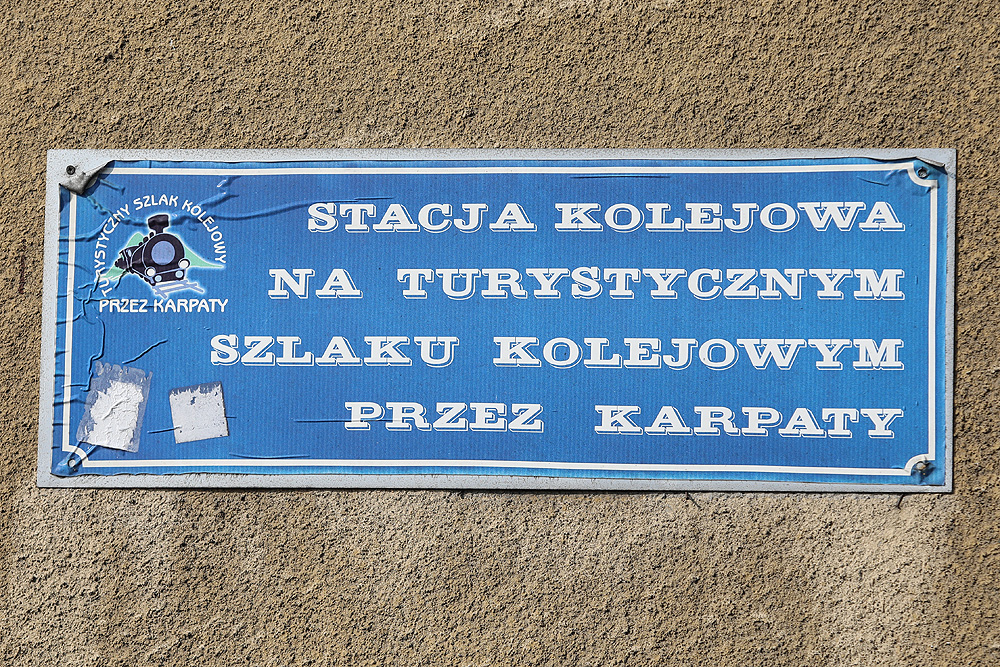 TURYSTYCZNY SZLAK KOLEJOWY
PRZEZ KARPATY
STACJA KOLEJOWA
NA TURYSTYCZNYM
SZLAKU KOLEJOWYM
PRZEZ KARPATY